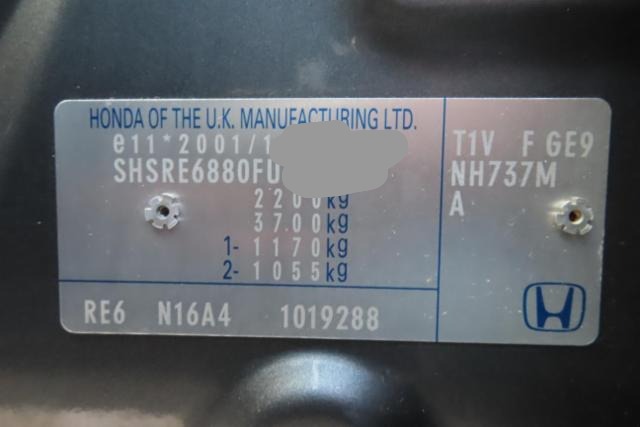 HONDA OF THE U.K. MANUFACTURING LTD.
e11*2001/1
SHSRE6880FU
2200kg
3700kg
1- 1170kg
2- 1055kg
RE6 N16A4 1019288
T1V F GE9
NH737M
A